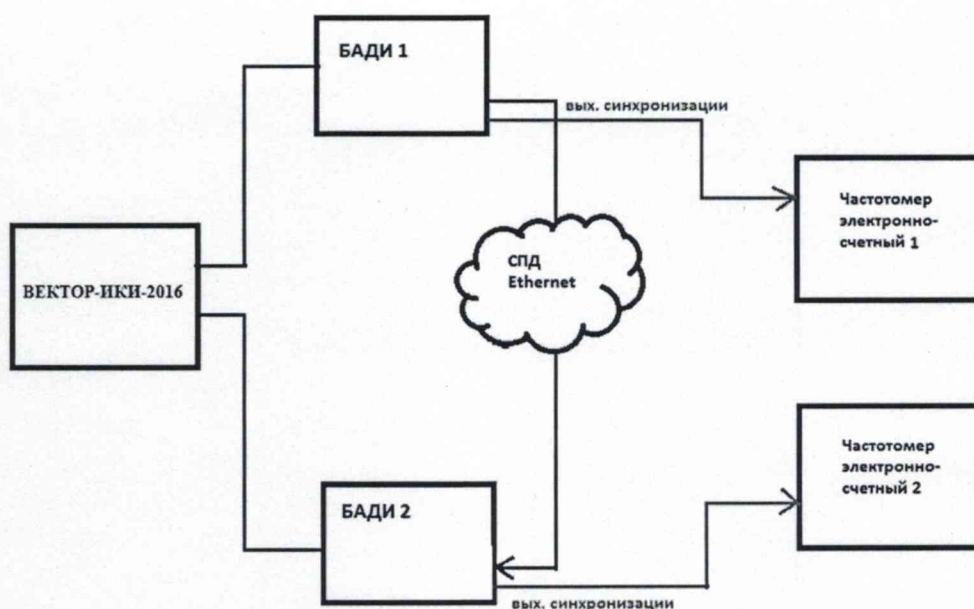 БАДИ 1
вых. синхронизации
Частотомер
электронно-
счетный 1
СПД
Ethernet
ВЕКТОР-ИКИ-2016
Частотомер
электронно-
счетный 2
БАДИ 2
вых. синхронизации